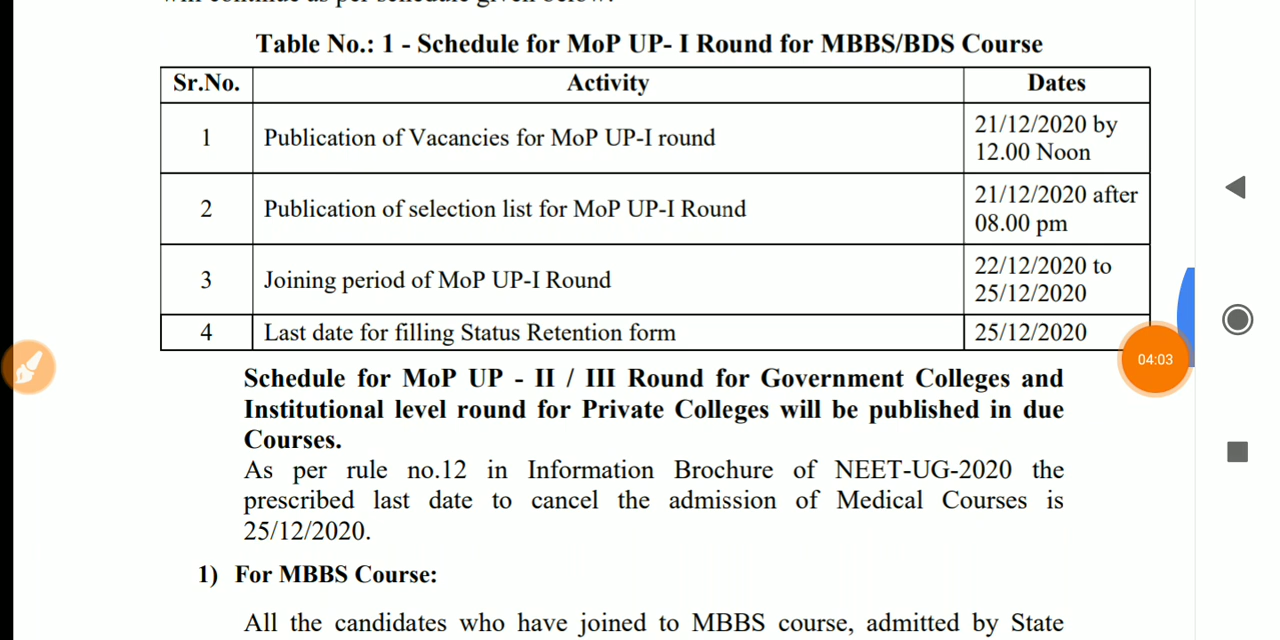 Table No.: 1 - Schedule for MoP UP- I Round for MBBS/BDS Course
Sr.No. Activity Dates
1 Publication of Vacancies for MoP UP-I round 21/12/2020 by
12.00 Noon
2 Publication of selection list for MoP UP-I Round 21/12/2020 after
08.00 pm
3 Joining period of MoP UP-I Round 22/12/2020 to
25/12/2020
4 Last date for filling Status Retention form 25/12/2020
04:03
Schedule for MoP UP - II / III Round for Government Colleges and
Institutional level round for Private Colleges will be published in due
Courses.
As per rule no.12 in Information Brochure of NEET-UG-2020 the
prescribed last date to cancel the admission of Medical Courses is
25/12/2020.
1) For MBBS Course:
All the candidates who have joined to MBBS course, admitted by State